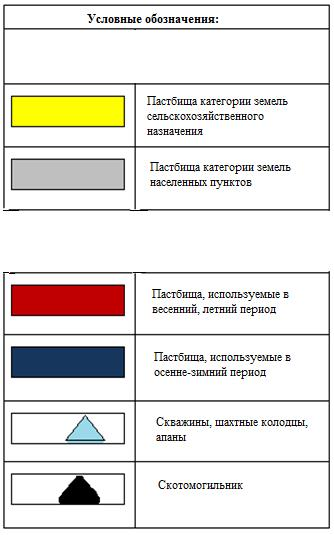 Условные обозначения:
Пастбища категории земель
сельскохозяйственного
назначения
Пастбища категории земель
населенных пунктов
Пастбища, используемые в
весенний, летний период
Пастбища, используемые в
осенне-зимний период
Скважины, шахтные колодцы,
апаны
Скотомогильник